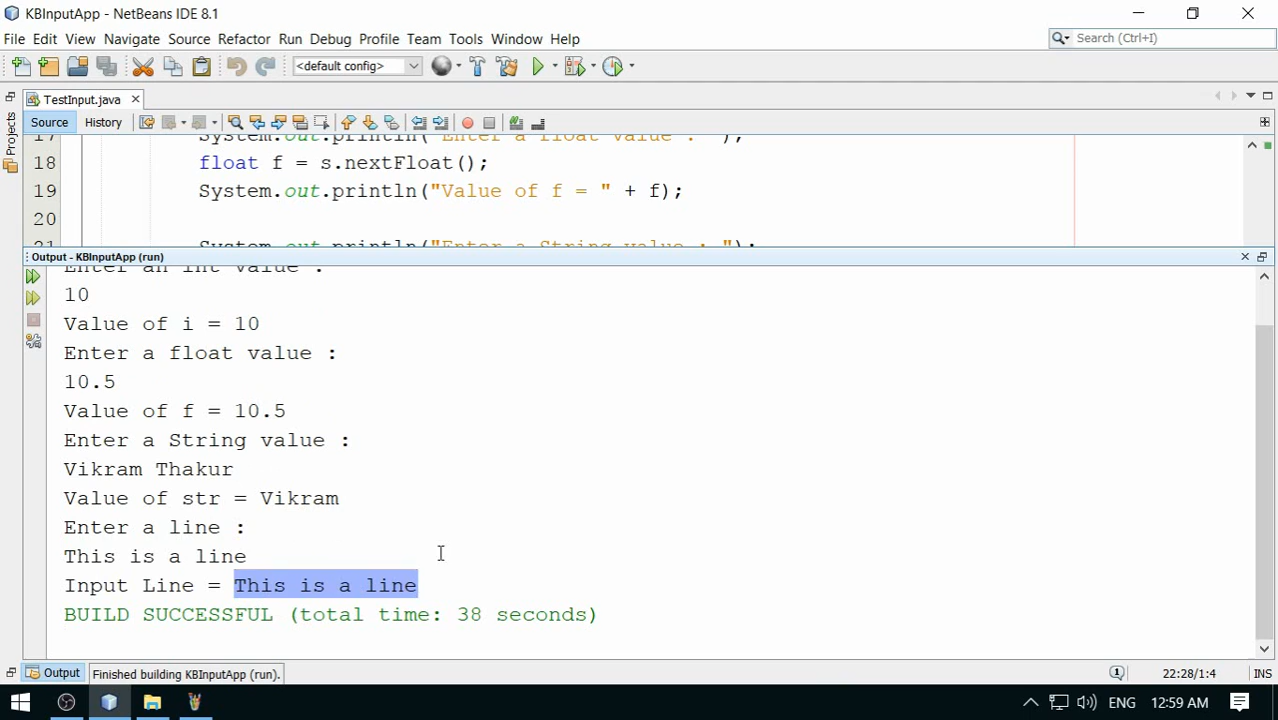 KBInputApp - NetBeans IDE 8.1
File Edit View Navigate Source Refactor Run Debug Profile Team Tools Window Help
Search (Ctrl+I)
<default config>
TestInput.java
Source History
Projects
17 System.out.println("Enter a float value : ");
18 float f = s.nextFloat();
19 System.out.println("Value of f = " + f);
20
21 System.out.println("Enter a String value : ");
Output - KBInputApp (run)
Enter an int value :
10
Value of i = 10
Enter a float value :
10.5
Value of f = 10.5
Enter a String value :
Vikram Thakur
Value of str = Vikram
Enter a line :
This is a line
Input Line = This is a line
BUILD SUCCESSFUL (total time: 38 seconds)
Output
Finished building KBInputApp (run).
1
22:28/1:4 INS
ENG 12:59 AM